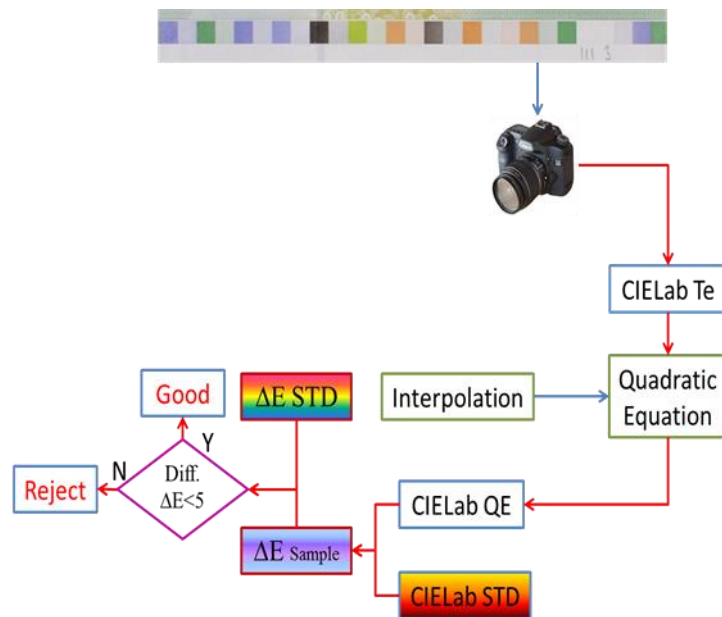 CIELab Te
Quadratic
Equation
Interpolation
ΔE STD
Good
Y
N
Diff.
ΔE<5
Reject
CIELab QE
ΔE Sample
CIELab STD